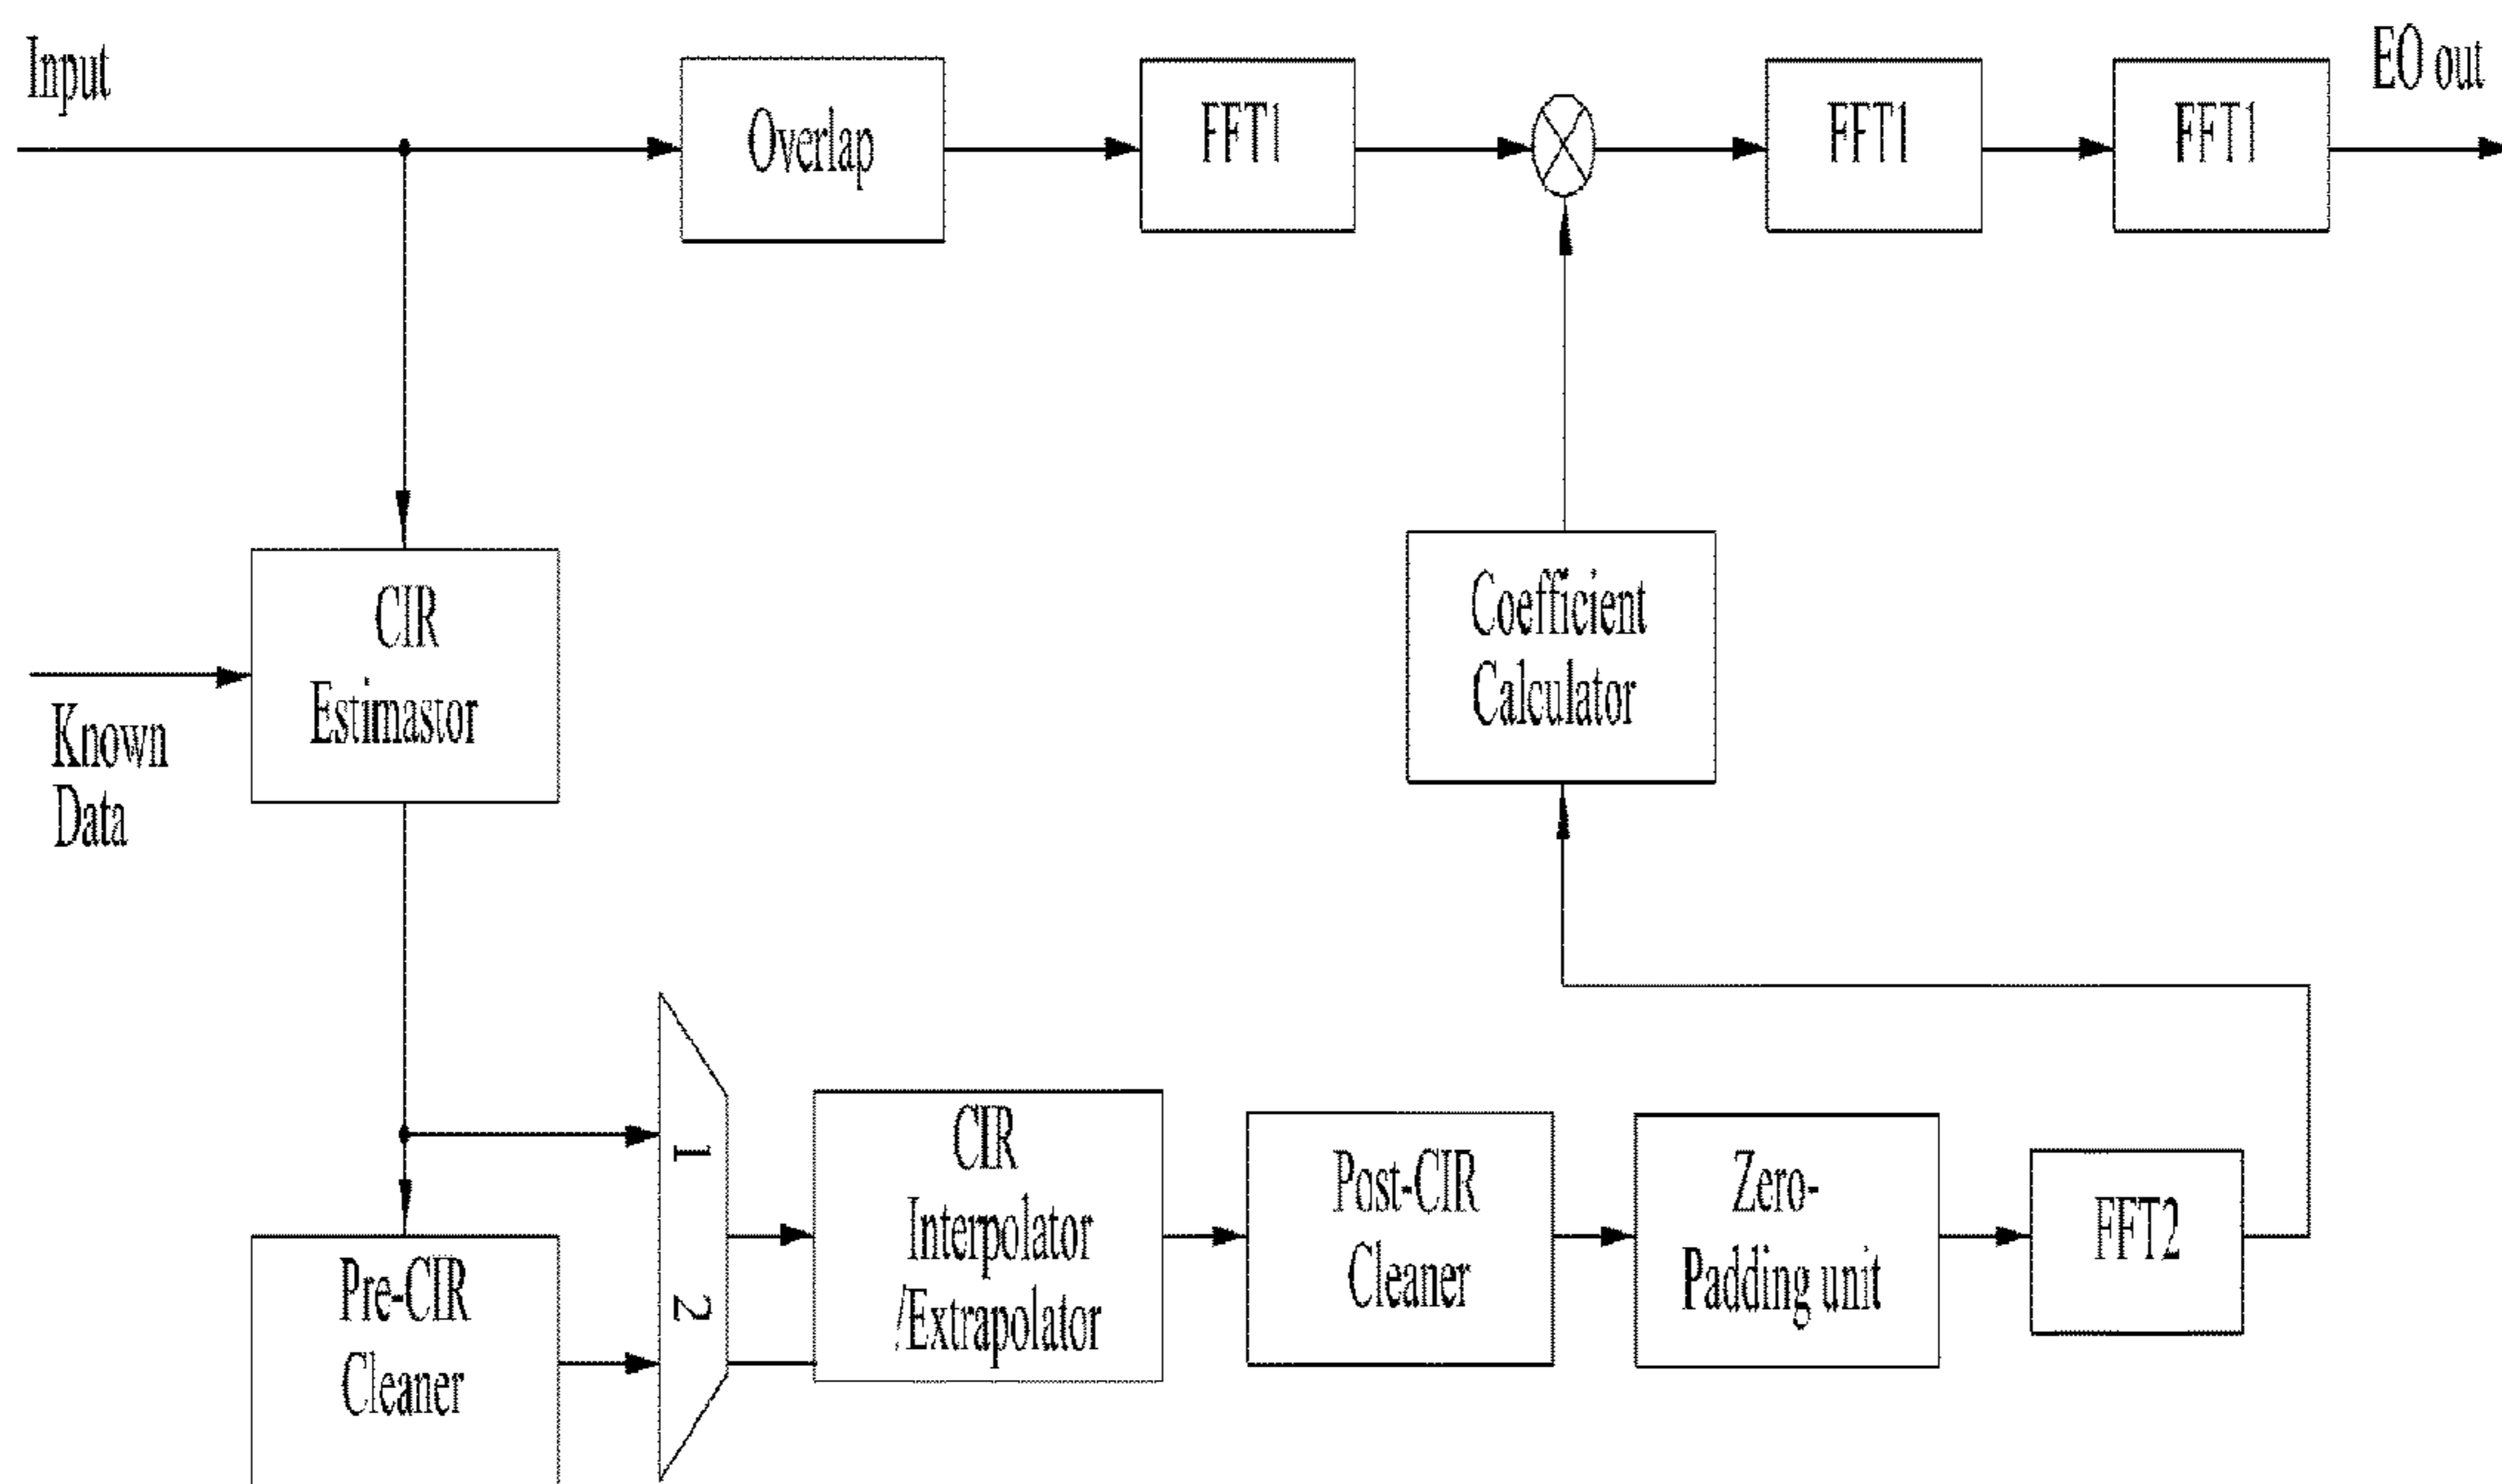 Input
Overlap
FFT1
FFT1
FFT1
EO out
CIR
Estimastor
Known
Data
Coefficient
Calculator
1
2
Pre-CIR
Cleaner
CIR
Interpolator
/Extrapolator
Post-CIR
Cleaner
Zero-
Padding unit
FFT2